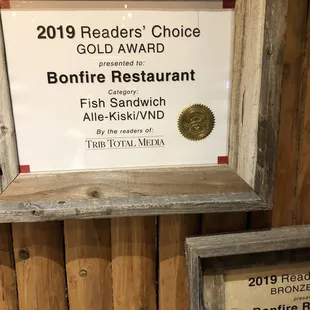 2019 Readers' Choice
GOLD AWARD
presented to:
Bonfire Restaurant
Category:
Fish Sandwich
Alle-Kiski/VND
By the readers of:
TRIB TOTAL MEDIA
2019 Read
BRONZE
Bonfire R